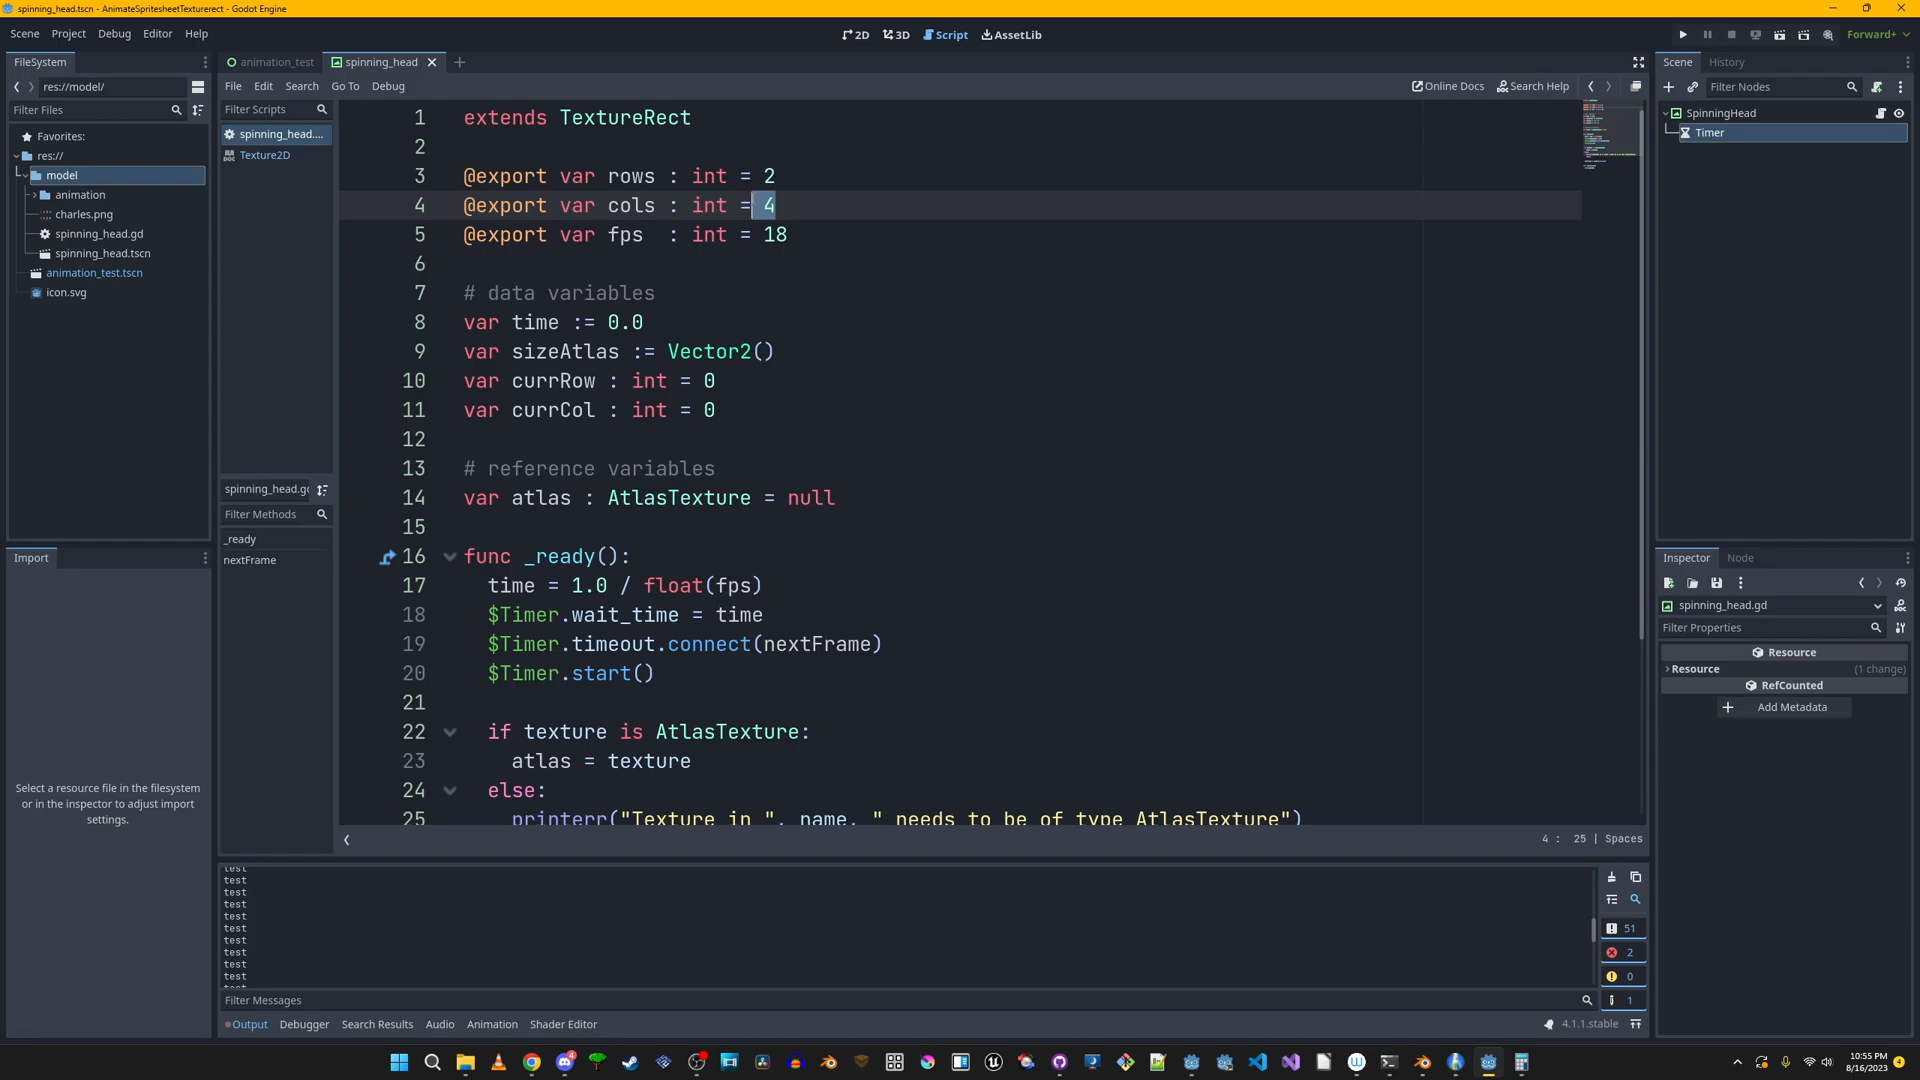 spinning_head.tscn - AnimateSpritesheetTexturerect - Godot Engine
Scene Project Debug Editor Help
2D 3D Script AssetLib
Forward+
FileSystem
res://model/
Filter Files
Favorites:
res://
model
animation
charles.png
spinning_head.gd
spinning_head.tscn
animation_test.tscn
icon.svg
Import
Select a resource file in the filesystem
or in the inspector to adjust import
settings.
animation_test spinning_head
File Edit Search Go To Debug
Online Docs Search Help
Filter Scripts
spinning_head....
Texture2D
spinning_head.gd
Filter Methods
_ready
nextFrame
1 extends TextureRect
2
3 @export var rows : int = 2
4 @export var cols : int = 4
5 @export var fps  : int = 18
6
7 # data variables
8 var time := 0.0
9 var sizeAtlas := Vector2()
10 var currRow : int = 0
11 var currCol : int = 0
12
13 # reference variables
14 var atlas : AtlasTexture = null
15
16 func _ready():
17 time = 1.0 / float(fps)
18 $Timer.wait_time = time
19 $Timer.timeout.connect(nextFrame)
20 $Timer.start()
21
22 if texture is AtlasTexture:
23 atlas = texture
24 else:
25 printerr("Texture in ", name, " needs to be of type AtlasTexture")
4 : 25 | Spaces
test
test
test
test
test
test
test
test
test
test
test
51
2
0
1
Filter Messages
Output Debugger Search Results Audio Animation Shader Editor
4.1.1.stable
Scene History
Filter Nodes
SpinningHead
Timer
Inspector Node
spinning_head.gd
Filter Properties
Resource
Resource (1 change)
RefCounted
Add Metadata
4
10:55 PM
8/16/2023
4